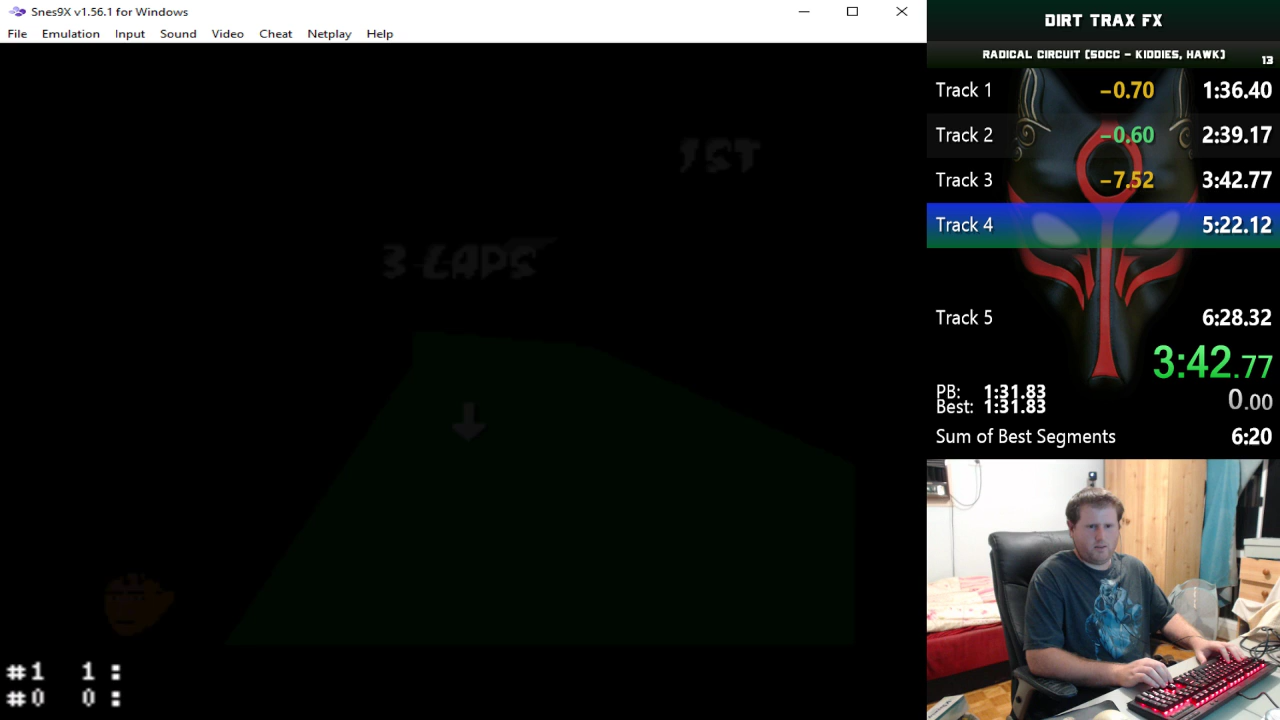 Snes9X v1.56.1 for Windows
File Emulation Input Sound Video Cheat Netplay Help
1ST
3 LAPS
#1 1:
#0 0:
DIRT TRAX FX
RADICAL CIRCUIT (50CC - KIDDIES, HAWK)
13
Track 1 -0.70 1:36.40
Track 2 -0.60 2:39.17
Track 3 -7.52 3:42.77
Track 4 5:22.12
Track 5 6:28.32
3:42.77
PB: 1:31.83
Best: 1:31.83
0.00
Sum of Best Segments 6:20